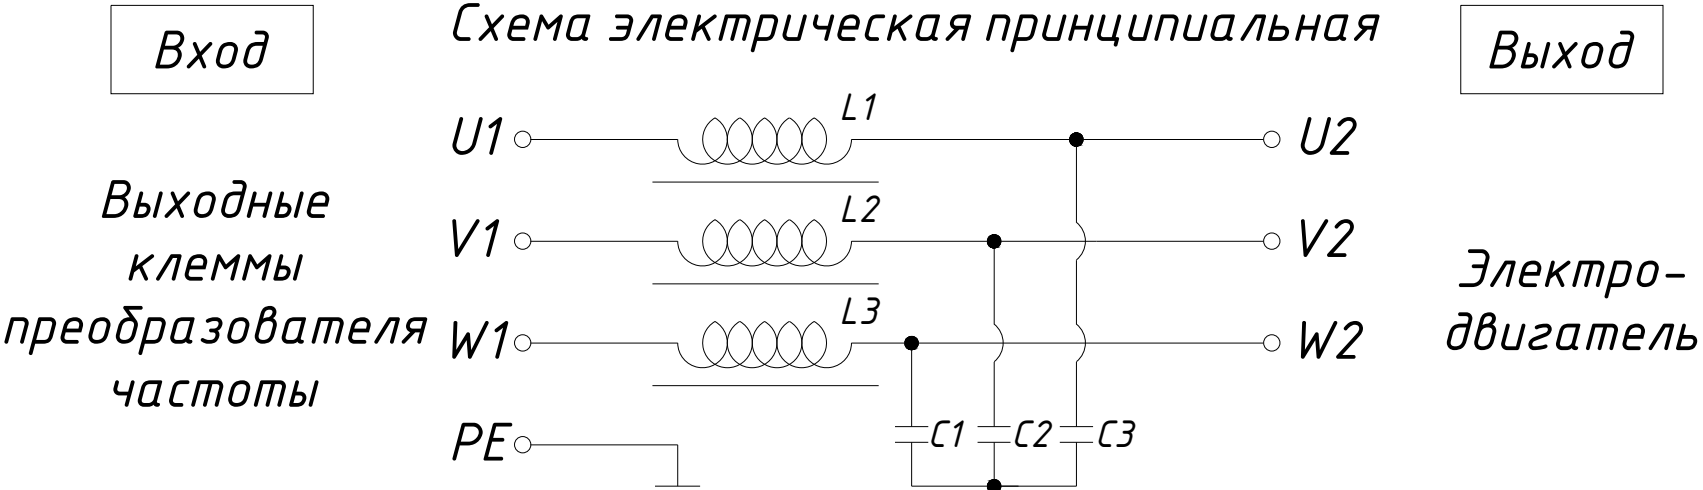 Вход
Схема электрическая принципиальная
Выход
L1
U1
U2
Выходные
клеммы
преобразователя
частоты
L2
V1
V2
Электро-
двигатель
L3
W1
W2
PE
C1
C2
C3